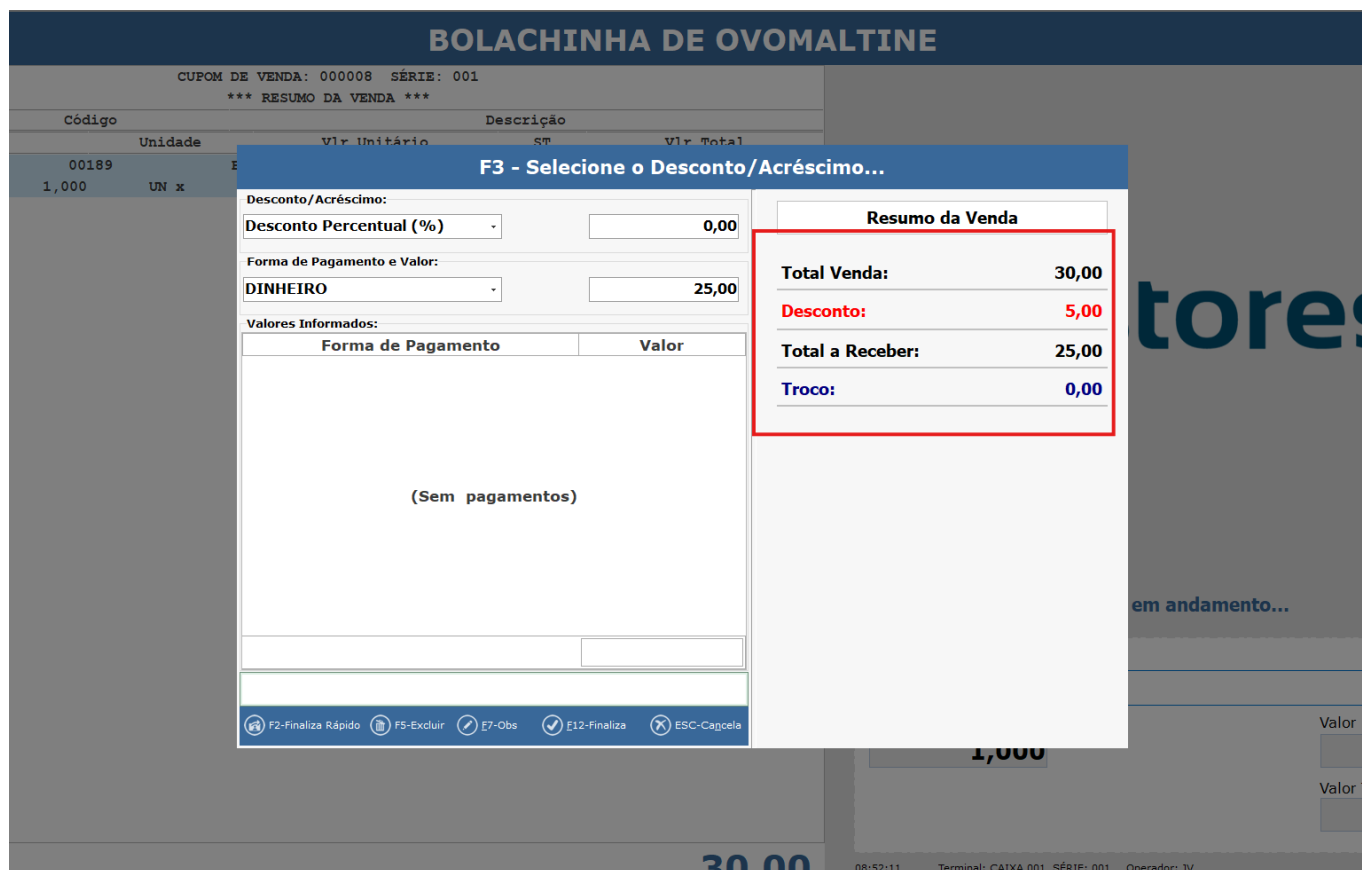 BOLACHINHA DE OVOMALTINE
CUPOM DE VENDA: 000008 SÉRIE: 001
*** RESUMO DA VENDA ***
Código Descrição
Unidade Vlr Unitário ST Vlr Total
00189
1,000 UN x
F3 - Selecione o Desconto/Acréscimo...
Desconto/Acréscimo:
Desconto Percentual (%) 0,00
Forma de Pagamento e Valor:
DINHEIRO 25,00
Valores Informados:
Forma de Pagamento Valor
(Sem pagamentos)
F2-Finaliza Rápido F5-Excluir F7-Obs F12-Finaliza ESC-Cancela
Resumo da Venda
Total Venda: 30,00
Desconto: 5,00
Total a Receber: 25,00
Troco: 0,00
tores
em andamento...
Valor
1,000
Valor
30,00
08:52:11 Terminal: CAIXA 001 SÉRIE: 001 Operador: JV